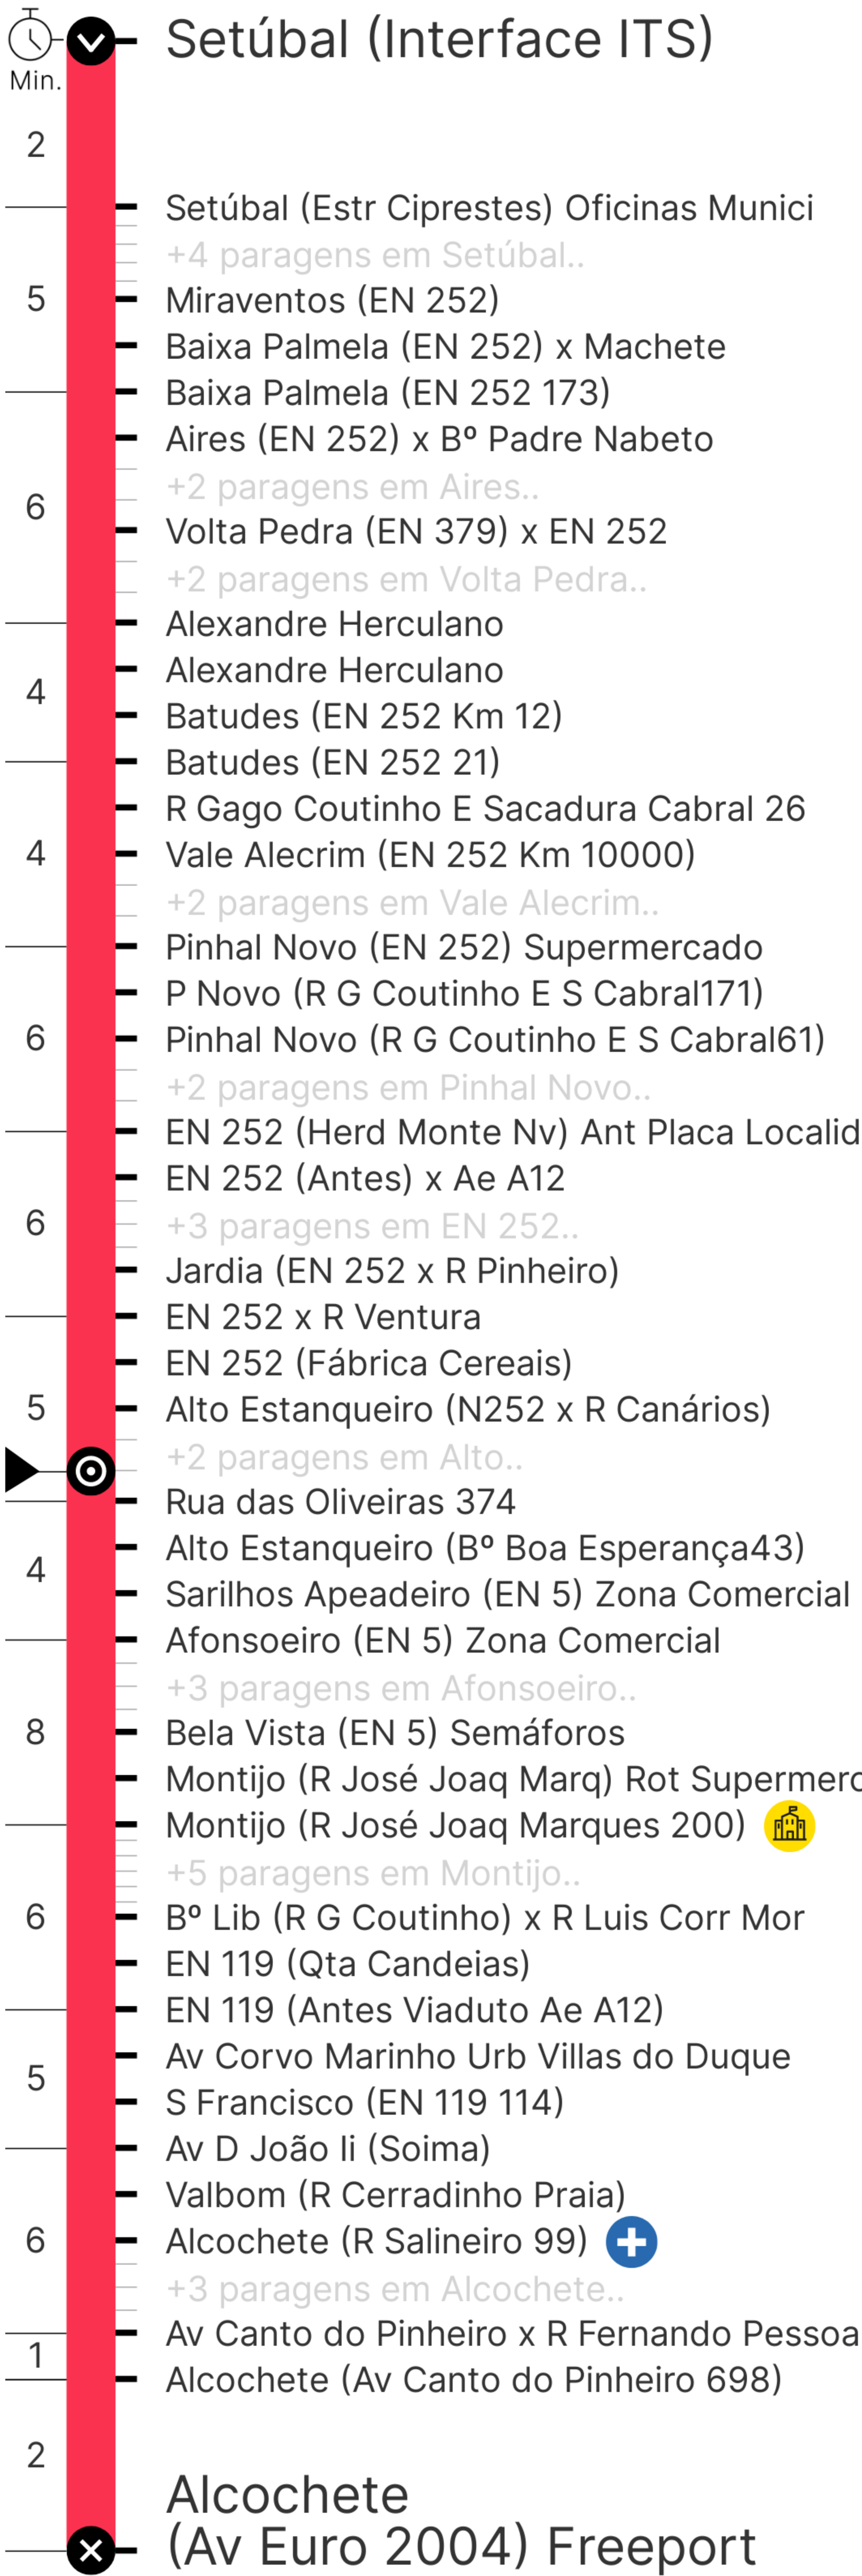 Setúbal (Interface ITS)
Min.
2
Setúbal (Estr Ciprestes) Oficinas Munici
+4 paragens em Setúbal..
5
Miraventos (EN 252)
Baixa Palmela (EN 252) x Machete
Baixa Palmela (EN 252 173)
Aires (EN 252) x Bº Padre Nabeto
+2 paragens em Aires..
6
Volta Pedra (EN 379) x EN 252
+2 paragens em Volta Pedra..
Alexandre Herculano
Alexandre Herculano
4
Batudes (EN 252 Km 12)
Batudes (EN 252 21)
R Gago Coutinho E Sacadura Cabral 26
4
Vale Alecrim (EN 252 Km 10000)
+2 paragens em Vale Alecrim..
Pinhal Novo (EN 252) Supermercado
P Novo (R G Coutinho E S Cabral171)
6
Pinhal Novo (R G Coutinho E S Cabral61)
+2 paragens em Pinhal Novo..
EN 252 (Herd Monte Nv) Ant Placa Localid
EN 252 (Antes) x Ae A12
6
+3 paragens em EN 252..
Jardia (EN 252 x R Pinheiro)
EN 252 x R Ventura
EN 252 (Fábrica Cereais)
5
Alto Estanqueiro (N252 x R Canários)
+2 paragens em Alto..
Rua das Oliveiras 374
Alto Estanqueiro (Bº Boa Esperança43)
4
Sarilhos Apeadeiro (EN 5) Zona Comercial
Afonsoeiro (EN 5) Zona Comercial
+3 paragens em Afonsoeiro..
8
Bela Vista (EN 5) Semáforos
Montijo (R José Joaq Marq) Rot Supermerc
Montijo (R José Joaq Marques 200)
+5 paragens em Montijo..
6
Bº Lib (R G Coutinho) x R Luis Corr Mor
EN 119 (Qta Candeias)
EN 119 (Antes Viaduto Ae A12)
Av Corvo Marinho Urb Villas do Duque
5
S Francisco (EN 119 114)
Av D João Ii (Soima)
Valbom (R Cerradinho Praia)
6
Alcochete (R Salineiro 99)
+3 paragens em Alcochete..
Av Canto do Pinheiro x R Fernando Pessoa
1
Alcochete (Av Canto do Pinheiro 698)
2
Alcochete
(Av Euro 2004) Freeport